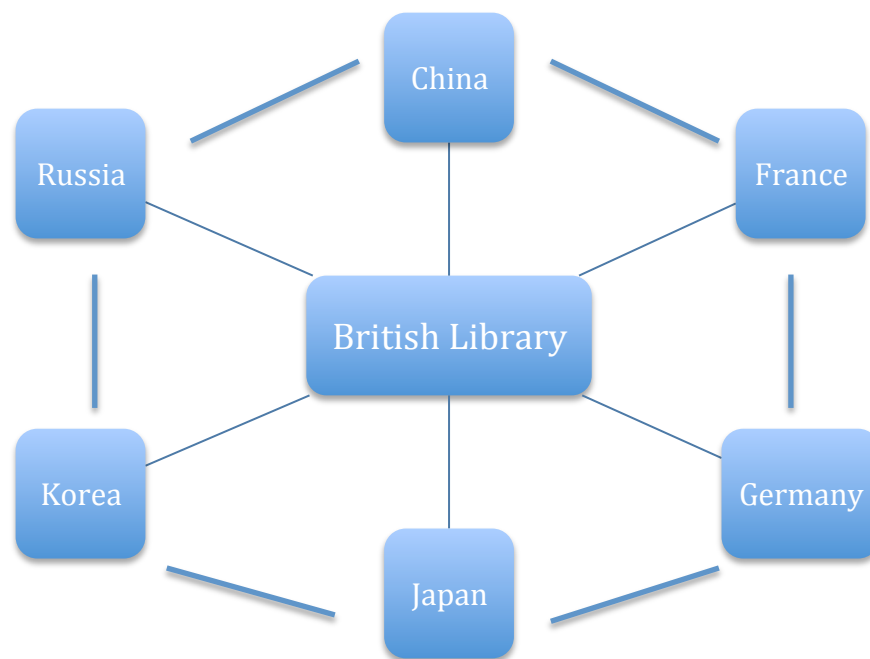 China
Russia
France
British Library
Korea
Germany
Japan